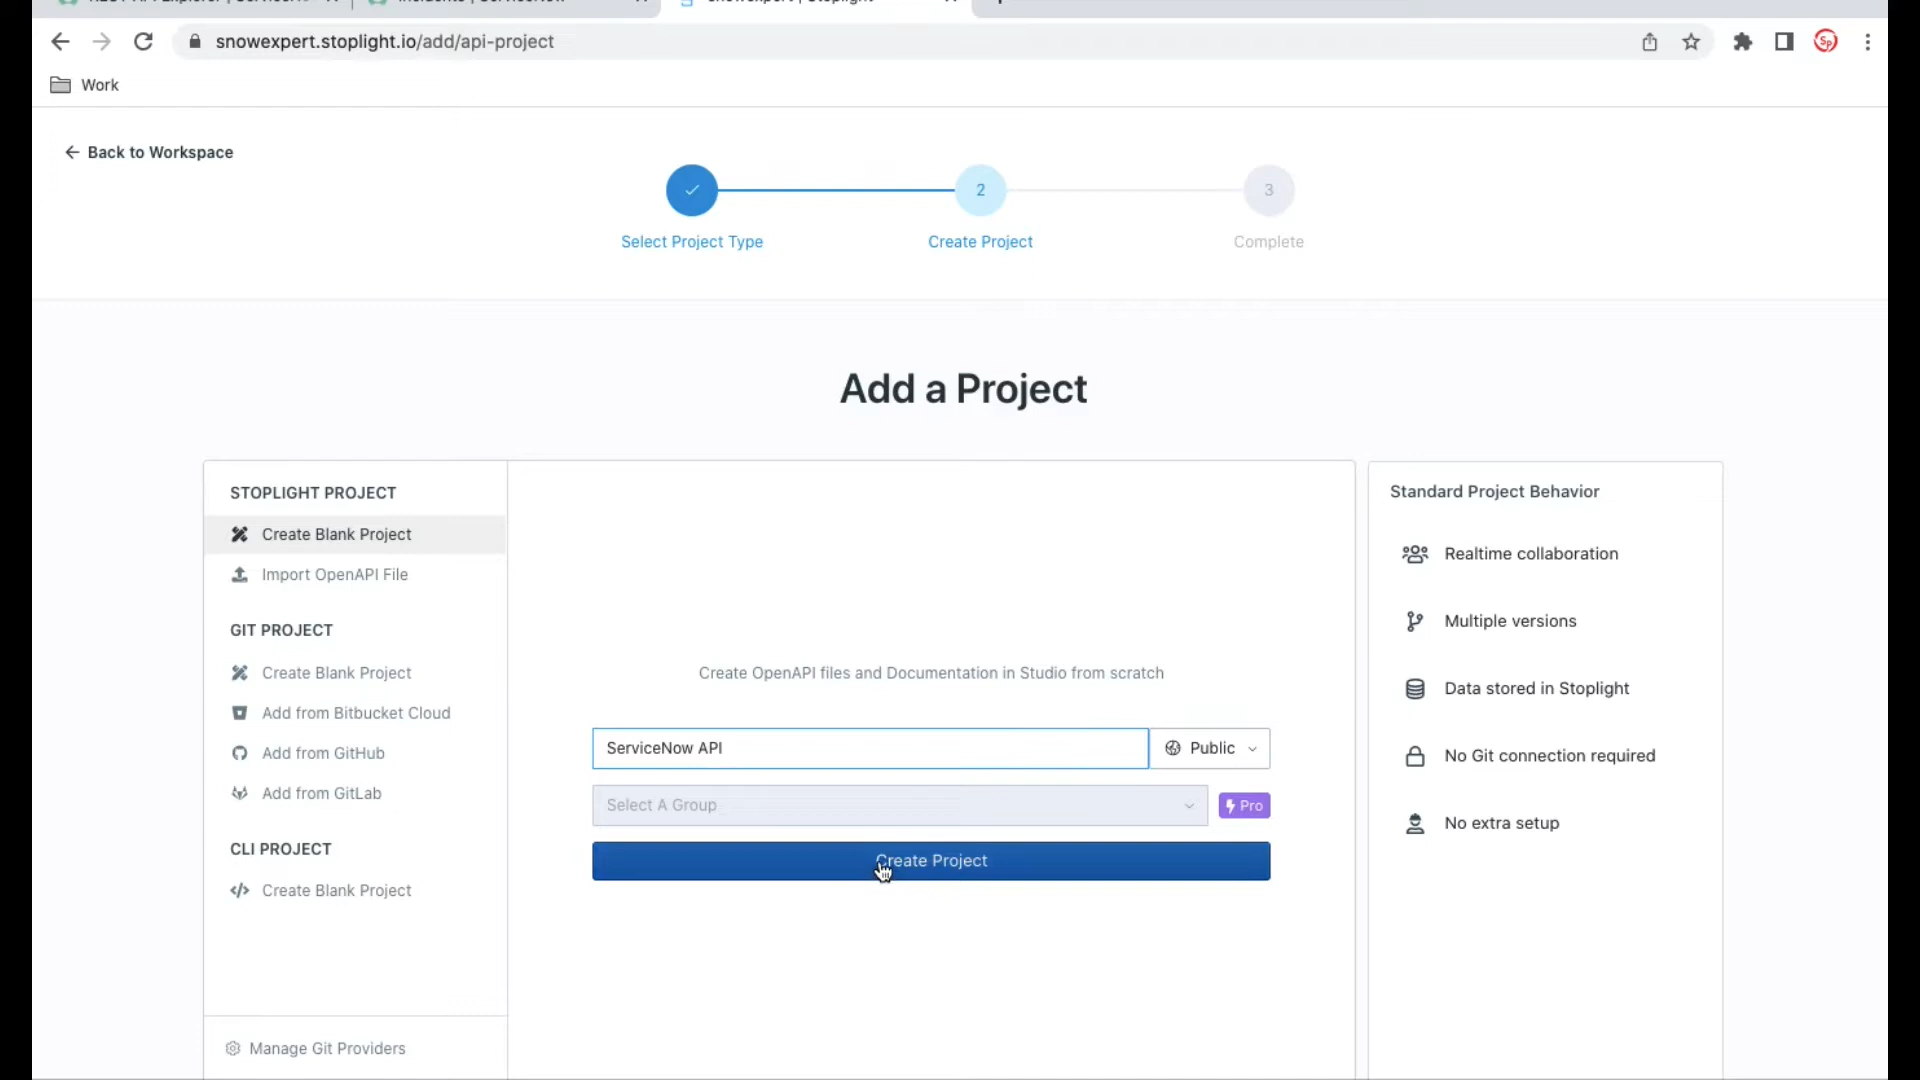 snowexpert.stoplight.io/add/api-project
Work
Back to Workspace
2
3
Select Project Type
Create Project
Complete
Add a Project
STOPLIGHT PROJECT
Create Blank Project
Import OpenAPI File
GIT PROJECT
Create Blank Project
Add from Bitbucket Cloud
Add from GitHub
Add from GitLab
CLI PROJECT
Create Blank Project
Manage Git Providers
Create OpenAPI files and Documentation in Studio from scratch
ServiceNow API
Public
Select A Group
Pro
Create Project
Standard Project Behavior
Realtime collaboration
Multiple versions
Data stored in Stoplight
No Git connection required
No extra setup